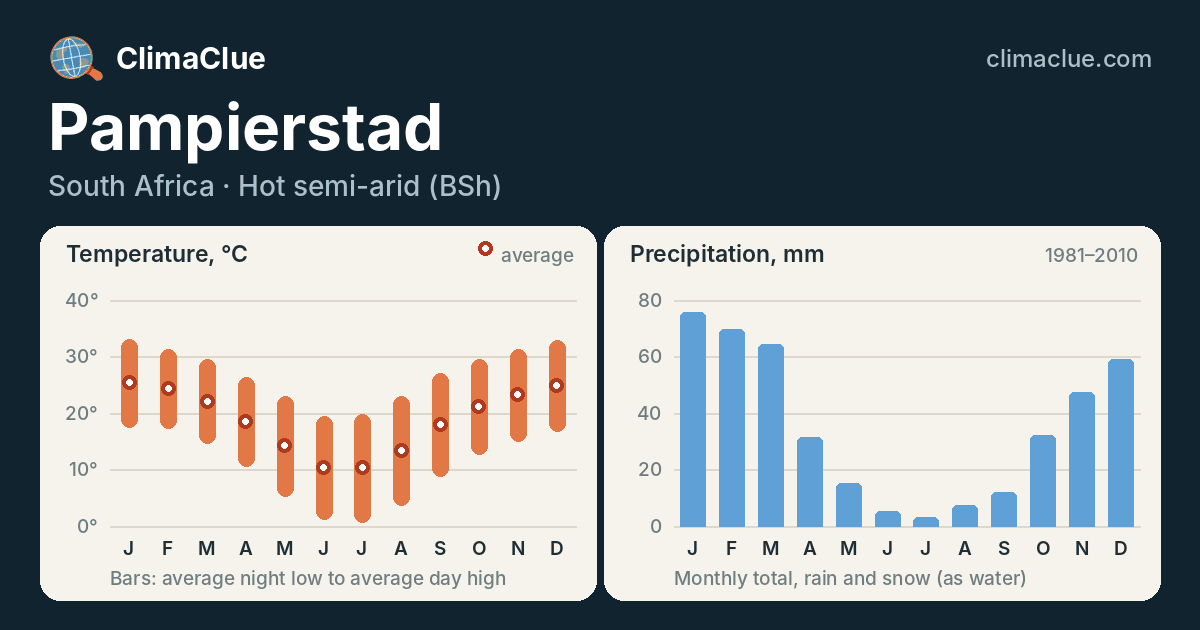 ClimaClue
climaclue.com
Pampierstad
South Africa · Hot semi-arid (BSh)
Temperature, °C
average
40°
30°
20°
10°
0°
J F M A M J J A S O N D
Bars: average night low to average day high
Precipitation, mm
1981–2010
80
60
40
20
0
J F M A M J J A S O N D
Monthly total, rain and snow (as water)